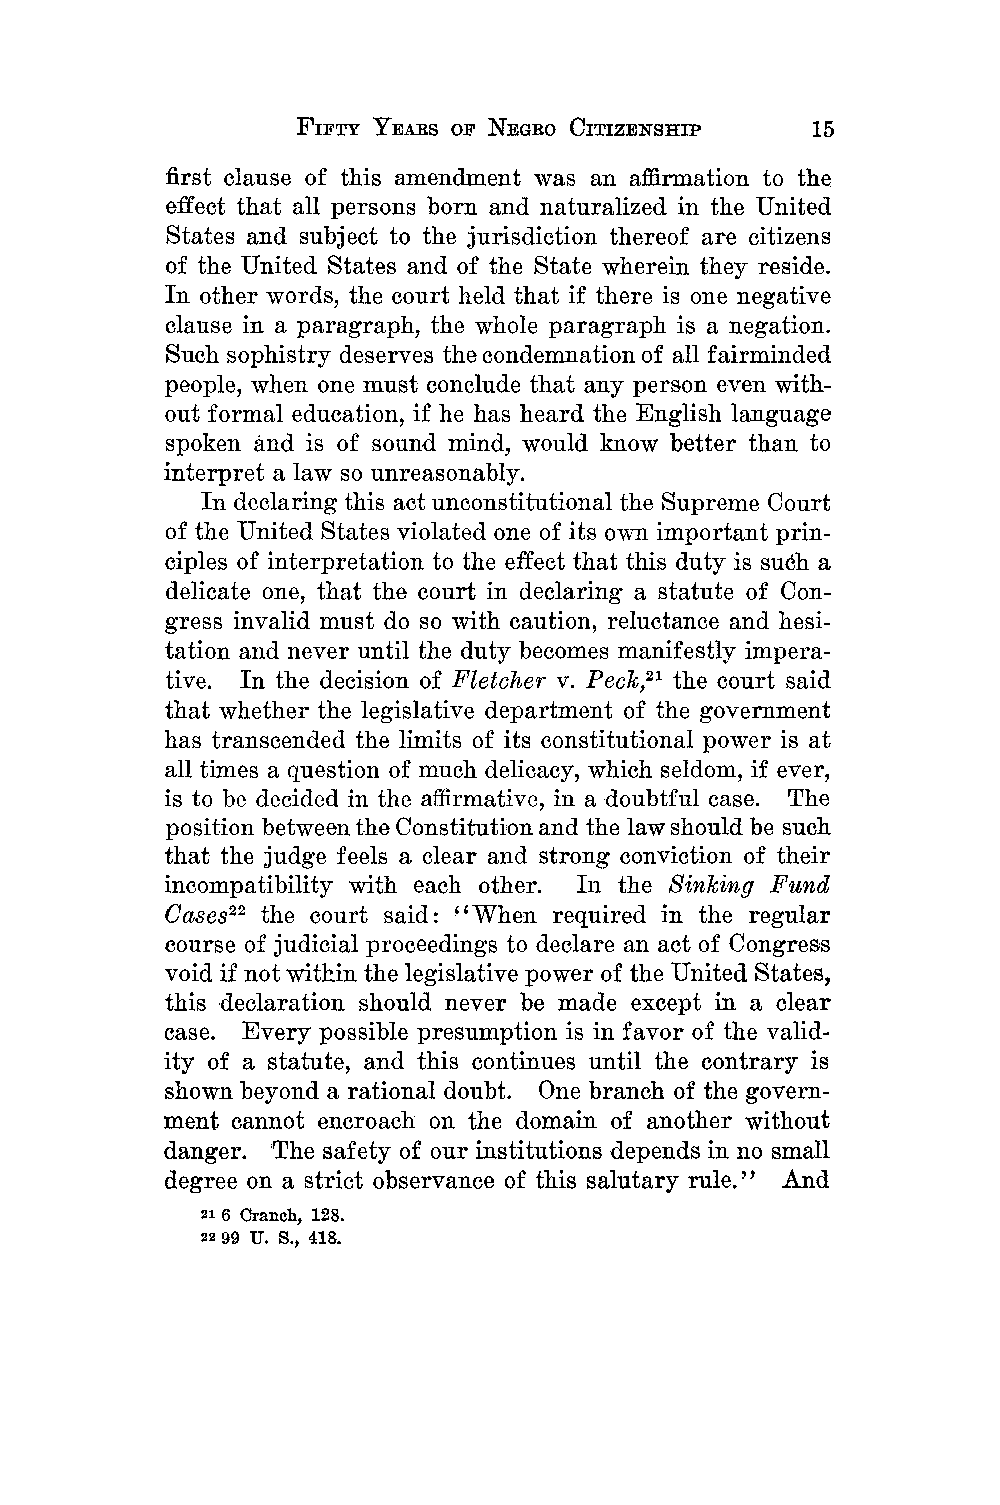 FIFTY YEARS OF NEGRO CITIZENSHIP 15
first clause of this amendment was an affirmation to the
effect that all persons born and naturalized in the United
States and subject to the jurisdiction thereof are citizens
of the United States and of the State wherein they reside.
In other words, the court held that if there is one negative
clause in a paragraph, the whole paragraph is a negation.
Such sophistry deserves the condemnation of all fairminded
people, when one must conclude that any person even with-
out formal education, if he has heard the English language
spoken and is of sound mind, would know better than to
interpret a law so unreasonably.
In declaring this act unconstitutional the Supreme Court
of the United States violated one of its own important prin-
ciples of interpretation to the effect that this duty is such a
delicate one, that the court in declaring a statute of Con-
gress invalid must do so with caution, reluctance and hesi-
tation and never until the duty becomes manifestly impera-
tive. In the decision of Fletcher v. Peck,²¹ the court said
that whether the legislative department of the government
has transcended the limits of its constitutional power is at
all times a question of much delicacy, which seldom, if ever,
is to be decided in the affirmative, in a doubtful case. The
position between the Constitution and the law should be such
that the judge feels a clear and strong conviction of their
incompatibility with each other. In the Sinking Fund
Cases²² the court said: "When required in the regular
course of judicial proceedings to declare an act of Congress
void if not within the legislative power of the United States,
this declaration should never be made except in a clear
case. Every possible presumption is in favor of the valid-
ity of a statute, and this continues until the contrary is
shown beyond a rational doubt. One branch of the govern-
ment cannot encroach on the domain of another without
danger. The safety of our institutions depends in no small
degree on a strict observance of this salutary rule." And
²¹ 6 Cranch, 128.
²² 99 U. S., 418.